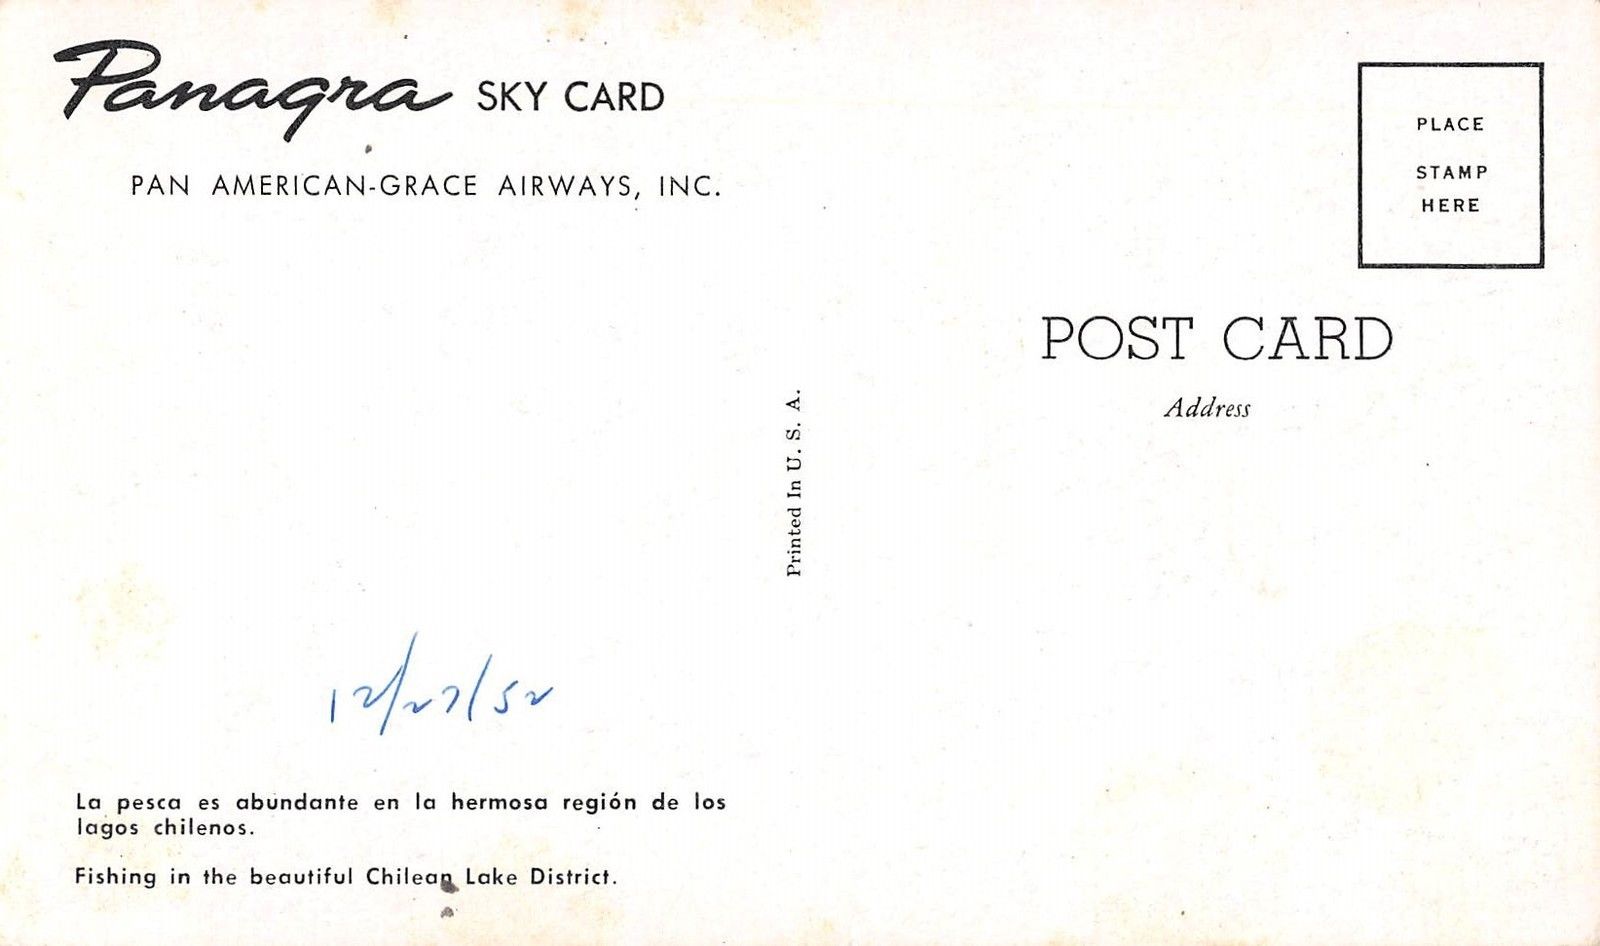 Panagra SKY CARD
PAN AMERICAN-GRACE AIRWAYS, INC.
PLACE
STAMP
HERE
POST CARD
Address
Printed In U. S. A.
12/27/52
La pesca es abundante en la hermosa región de los
lagos chilenos.
Fishing in the beautiful Chilean Lake District.